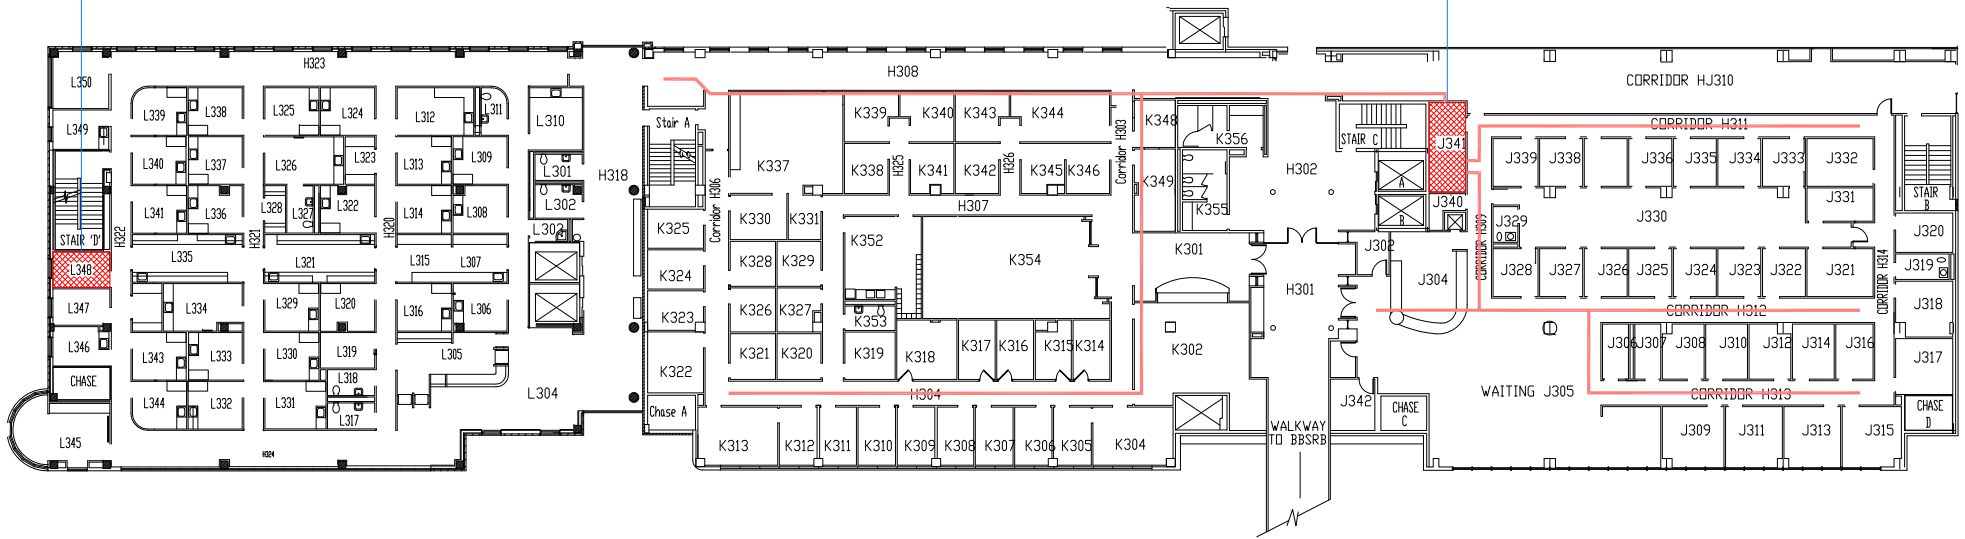 H323
L350
L349
L339
L338
L325
L324
L312
L311
L310
L340
L337
L326
L323
L313
L309
L301
L302
L341
L336
L328
L327
L322
L314
L308
L303
STAIR 'D'
H322
H321
H320
L335
L321
L315
L307
L348
L347
L334
L329
L320
L316
L306
L346
L343
L333
L330
L319
L305
CHASE
L318
L344
L332
L331
L317
L304
L345
H324
H318
H308
Stair A
Corridor H306
K337
K339
K340
K343
K344
K338
H325
K341
K342
H326
K345
K346
Corridor H303
K348
K349
K356
K355
H307
K330
K331
K325
K352
K354
K328
K329
K324
K326
K327
K323
K353
K321
K320
K322
K319
K318
K317
K316
K315
K314
H304
Chase A
K313
K312
K311
K310
K309
K308
K307
K306
K305
K304
K301
K302
H302
H301
WALKWAY
TO BBSRB
STAIR C
A
B
J341
J340
J302
J304
J342
CHASE
C
CORRIDOR HJ310
CORRIDOR H311
J339
J338
J336
J335
J334
J333
J332
J331
J330
J329
CORRIDOR H309
J328
J327
J326
J325
J324
J323
J322
J321
CORRIDOR H314
STAIR
B
J320
J319
J318
J317
CORRIDOR H312
J306
J307
J308
J310
J312
J314
J316
WAITING J305
CORRIDOR H313
J309
J311
J313
J315
CHASE
D